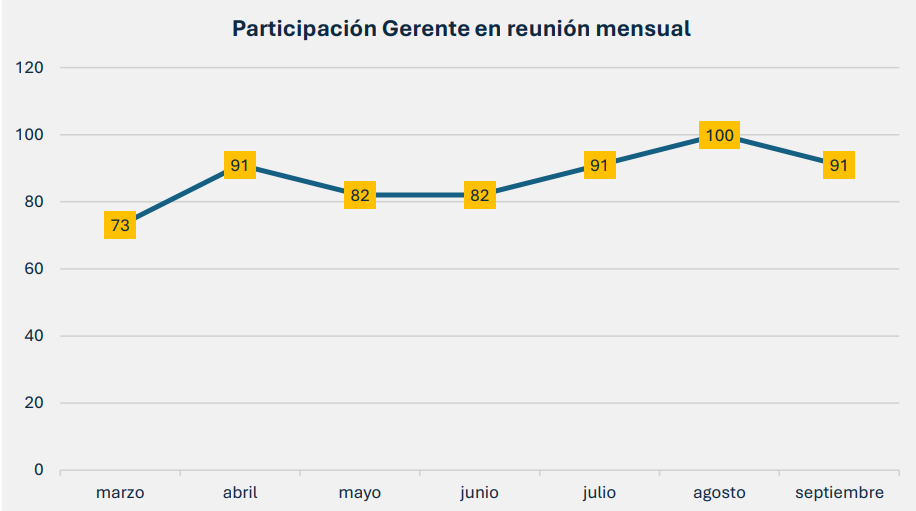 Participación Gerente en reunión mensual
120
100
80
60
40
20
0
73
91
82
82
91
100
91
marzo
abril
mayo
junio
julio
agosto
septiembre